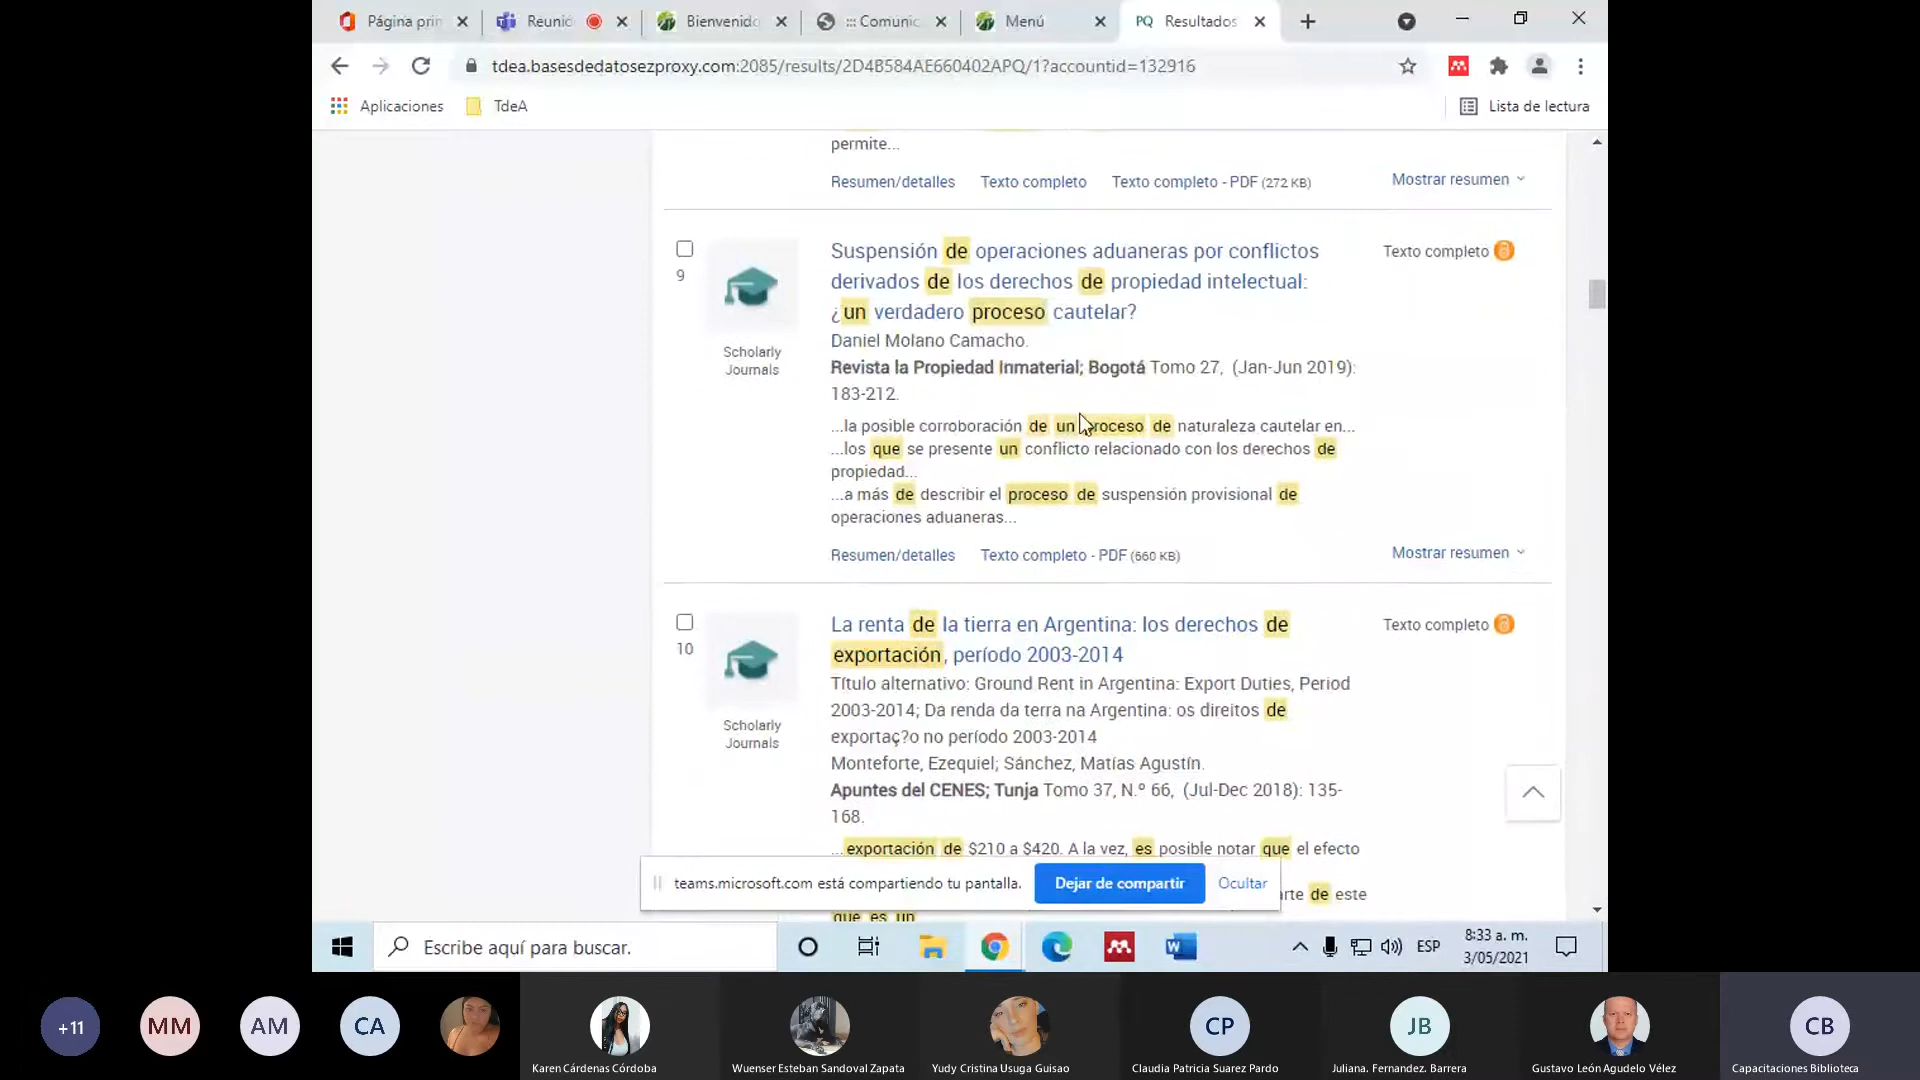 Página prin
Reunió
Bienvenido
::: Comunic
Menú
PQ Resultados
tdea.basesdedatosezproxy.com:2085/results/2D4B584AE660402APQ/1?accountid=132916
Aplicaciones
TdeA
Lista de lectura
permite...
Resumen/detalles Texto completo Texto completo - PDF (272 KB) Mostrar resumen
9
Scholarly
Journals
Suspensión de operaciones aduaneras por conflictos
derivados de los derechos de propiedad intelectual:
¿un verdadero proceso cautelar?
Texto completo
Daniel Molano Camacho.
Revista la Propiedad Inmaterial; Bogotá Tomo 27, (Jan-Jun 2019):
183-212.
...la posible corroboración de un proceso de naturaleza cautelar en...
...los que se presente un conflicto relacionado con los derechos de
propiedad...
...a más de describir el proceso de suspensión provisional de
operaciones aduaneras...
Resumen/detalles Texto completo - PDF (660 KB) Mostrar resumen
10
Scholarly
Journals
La renta de la tierra en Argentina: los derechos de
exportación, período 2003-2014
Texto completo
Título alternativo: Ground Rent in Argentina: Export Duties, Period
2003-2014; Da renda da terra na Argentina: os direitos de
exportaç?o no período 2003-2014
Monteforte, Ezequiel; Sánchez, Matías Agustín.
Apuntes del CENES; Tunja Tomo 37, N.º 66, (Jul-Dec 2018): 135-
168.
...exportación de $210 a $420. A la vez, es posible notar que el efecto
arte de este
que es un
teams.microsoft.com está compartiendo tu pantalla. Dejar de compartir Ocultar
Escribe aquí para buscar.
ESP
8:33 a. m.
3/05/2021
+11
MM
AM
CA
Karen Cárdenas Córdoba
Wuenser Esteban Sandoval Zapata
Yudy Cristina Usuga Guisao
CP
Claudia Patricia Suarez Pardo
JB
Juliana. Fernandez. Barrera
Gustavo León Agudelo Vélez
CB
Capacitaciones Biblioteca